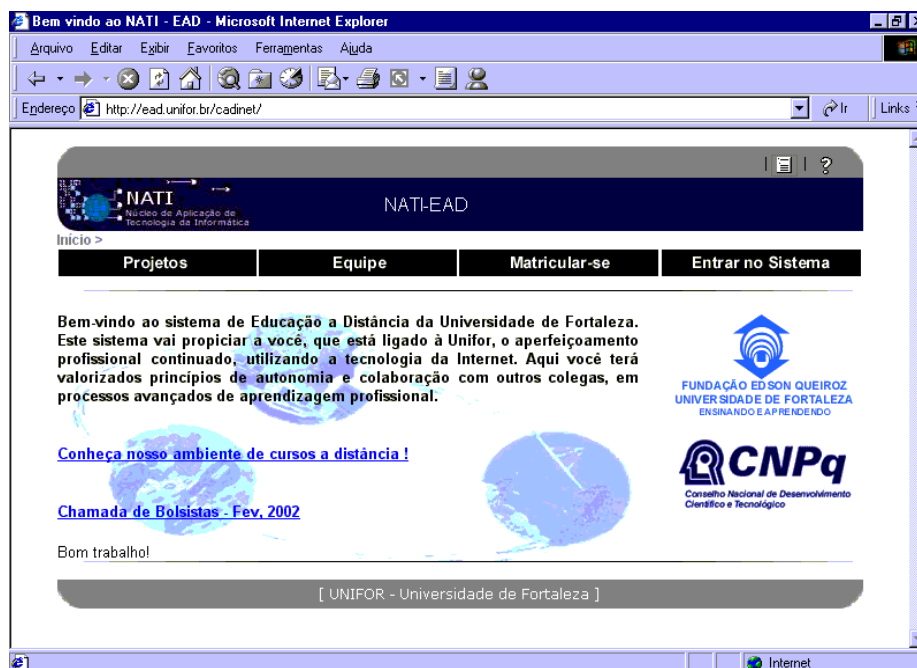 Bem vindo ao NATI - EAD - Microsoft Internet Explorer
Arquivo Editar Exibir Favoritos Ferramentas Ajuda
Endereço http://ead.unifor.br/cadinet/ Ir Links
| | ?
NATI
Núcleo de Aplicação de
Tecnologia da Informática
NATI-EAD
Início >
Projetos Equipe Matricular-se Entrar no Sistema
Bem-vindo ao sistema de Educação a Distância da Universidade de Fortaleza.
Este sistema vai propiciar a você, que está ligado à Unifor, o aperfeiçoamento
profissional continuado, utilizando a tecnologia da Internet. Aqui você terá
valorizados princípios de autonomia e colaboração com outros colegas, em
processos avançados de aprendizagem profissional.
FUNDAÇÃO EDSON QUEIROZ
UNIVERSIDADE DE FORTALEZA
ENSINANDO E APRENDENDO
Conheça nosso ambiente de cursos a distância !
CNPq
Conselho Nacional de Desenvolvimento
Científico e Tecnológico
Chamada de Bolsistas - Fev, 2002
Bom trabalho!
[ UNIFOR - Universidade de Fortaleza ]
Internet